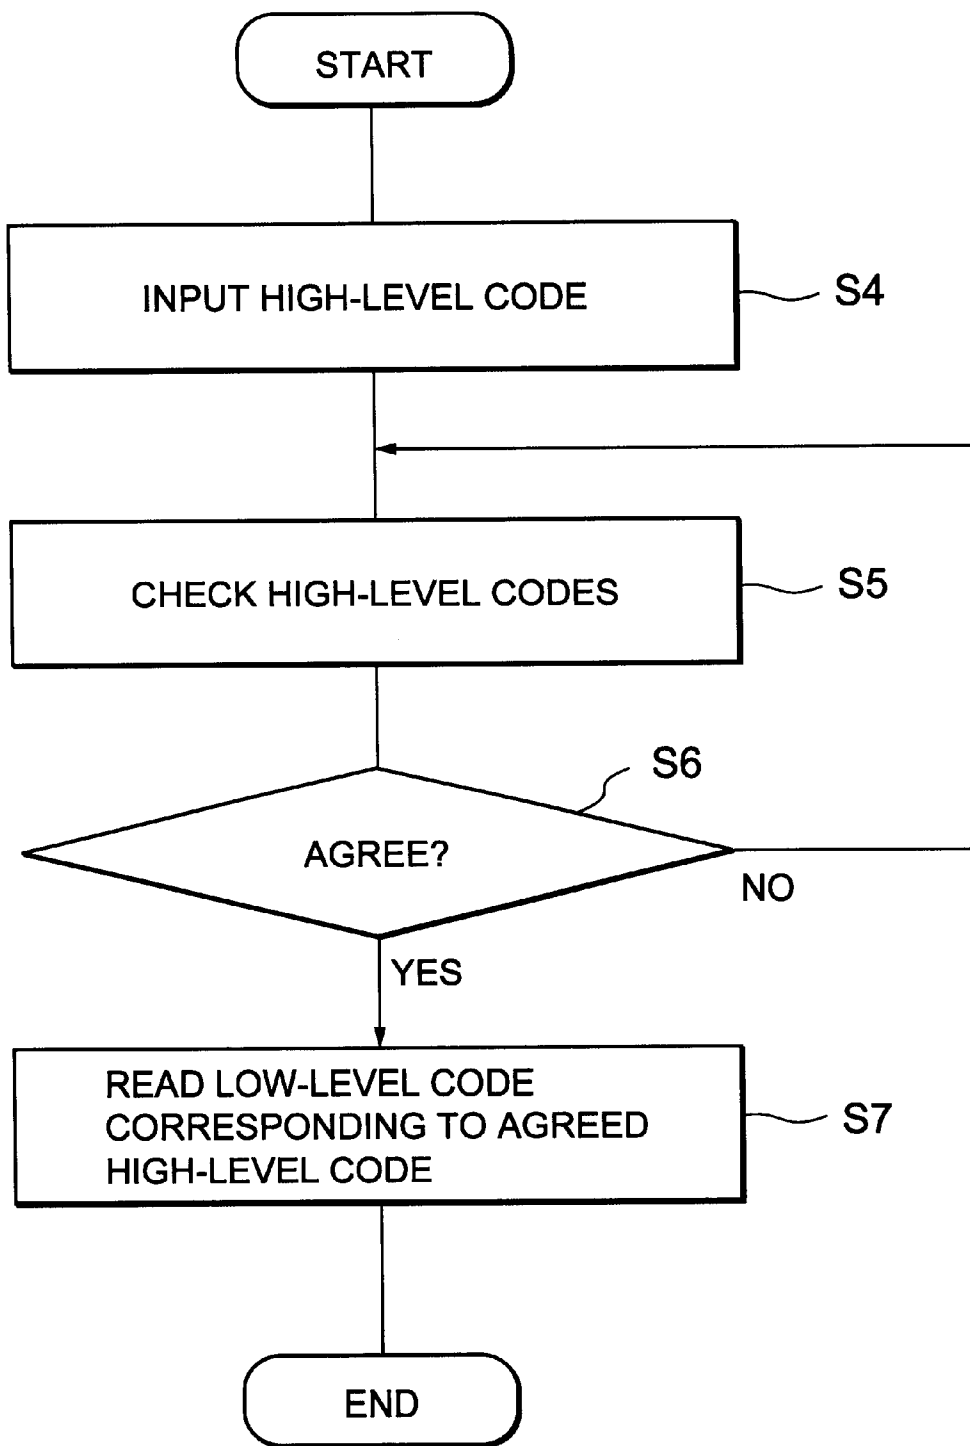 START
INPUT HIGH-LEVEL CODE
S4
CHECK HIGH-LEVEL CODES
S5
S6
AGREE?
NO
YES
READ LOW-LEVEL CODE
CORRESPONDING TO AGREED
HIGH-LEVEL CODE
S7
END